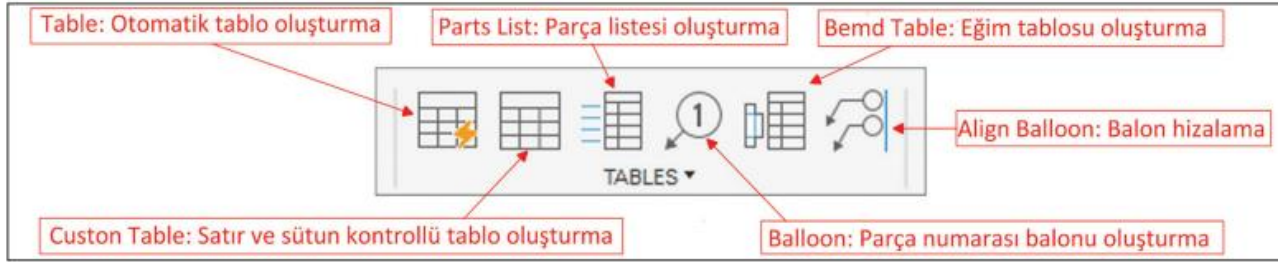 Table: Otomatik tablo oluşturma
Parts List: Parça listesi oluşturma
Bemd Table: Eğim tablosu oluşturma
1
Align Balloon: Balon hizalama
TABLES
Custon Table: Satır ve sütun kontrollü tablo oluşturma
Balloon: Parça numarası balonu oluşturma